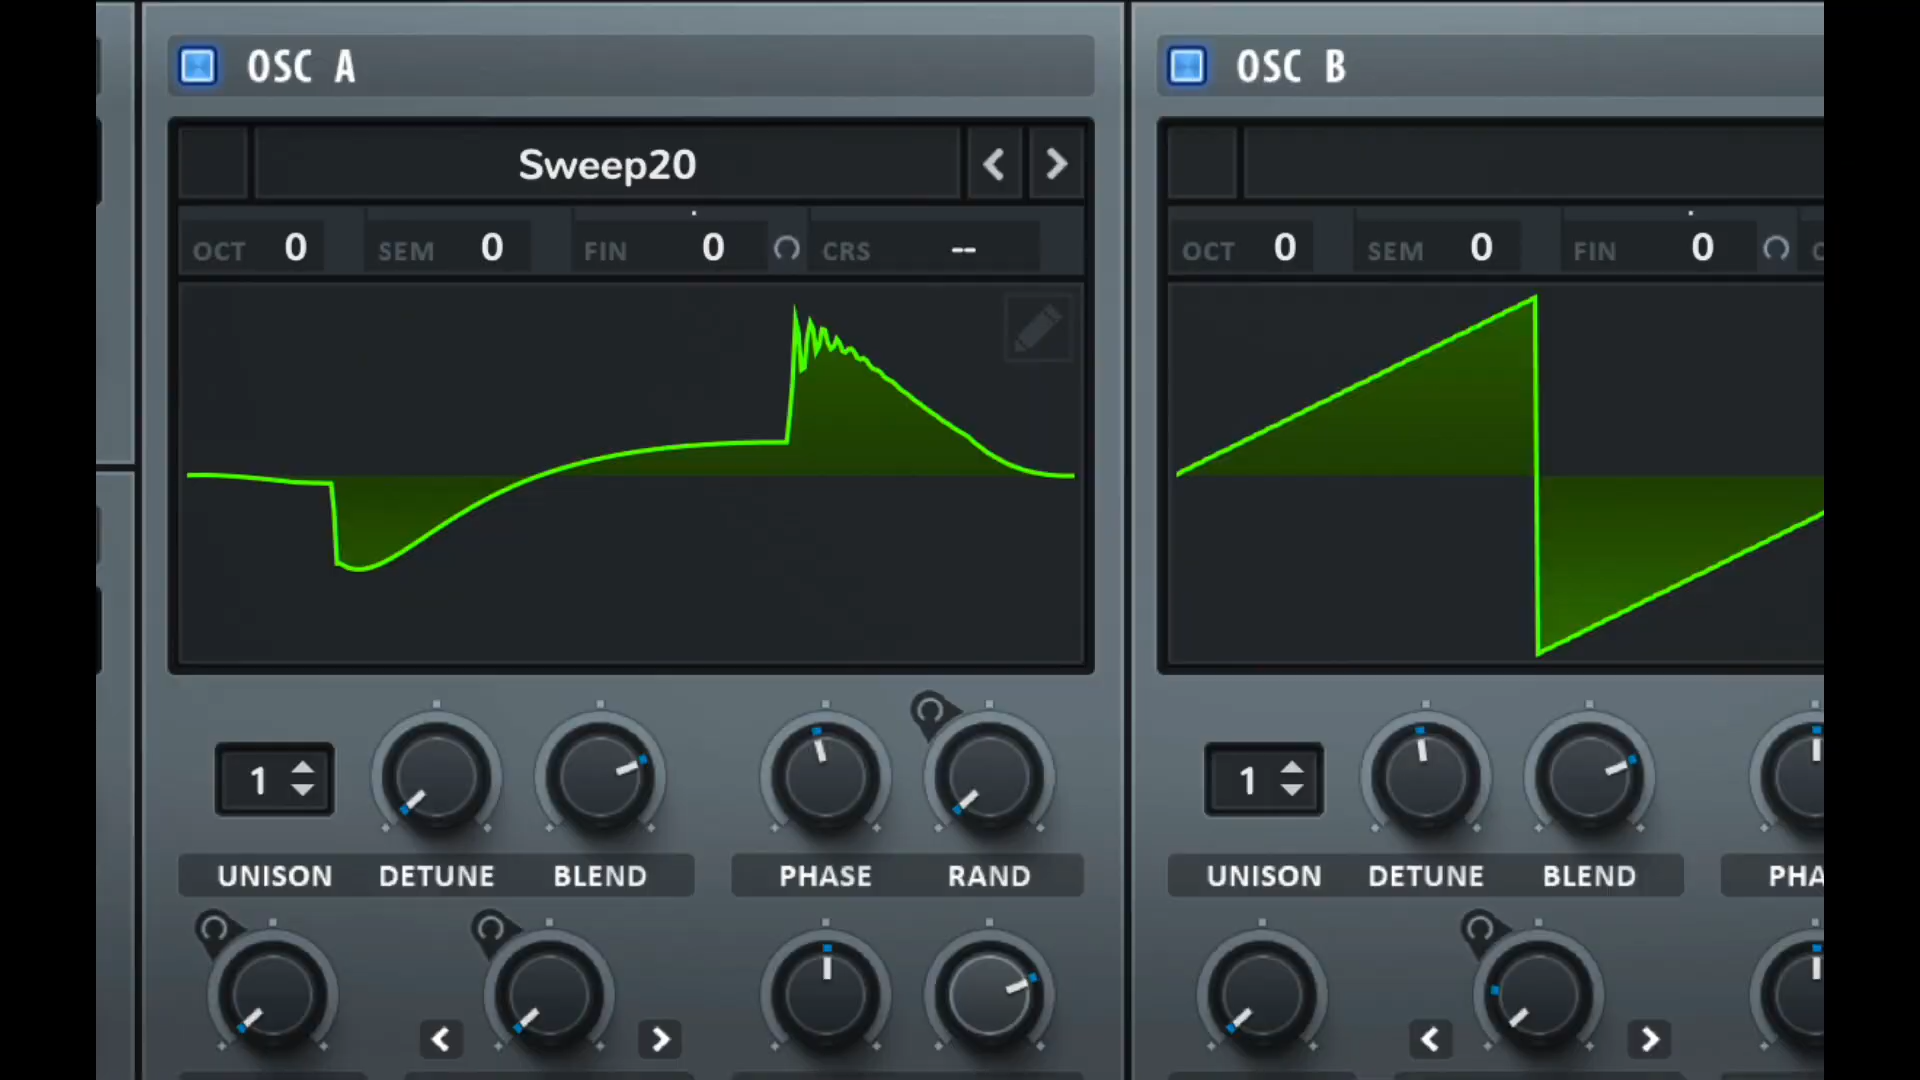 OSC A
Sweep20
OCT 0 SEM 0 FIN 0 CRS --
1
UNISON DETUNE BLEND PHASE RAND
OSC B
OCT 0 SEM 0 FIN 0
1
UNISON DETUNE BLEND PHA